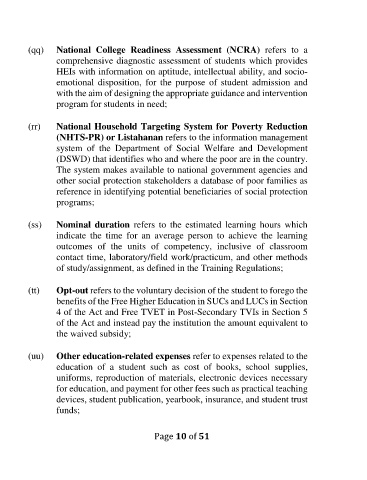 (qq) National College Readiness Assessment (NCRA) refers to a
comprehensive diagnostic assessment of students which provides
HEIs with information on aptitude, intellectual ability, and socio-
emotional disposition, for the purpose of student admission and
with the aim of designing the appropriate guidance and intervention
program for students in need;
(rr) National Household Targeting System for Poverty Reduction
(NHTS-PR) or Listahanan refers to the information management
system of the Department of Social Welfare and Development
(DSWD) that identifies who and where the poor are in the country.
The system makes available to national government agencies and
other social protection stakeholders a database of poor families as
reference in identifying potential beneficiaries of social protection
programs;
(ss) Nominal duration refers to the estimated learning hours which
indicate the time for an average person to achieve the learning
outcomes of the units of competency, inclusive of classroom
contact time, laboratory/field work/practicum, and other methods
of study/assignment, as defined in the Training Regulations;
(tt) Opt-out refers to the voluntary decision of the student to forego the
benefits of the Free Higher Education in SUCs and LUCs in Section
4 of the Act and Free TVET in Post-Secondary TVIs in Section 5
of the Act and instead pay the institution the amount equivalent to
the waived subsidy;
(uu) Other education-related expenses refer to expenses related to the
education of a student such as cost of books, school supplies,
uniforms, reproduction of materials, electronic devices necessary
for education, and payment for other fees such as practical teaching
devices, student publication, yearbook, insurance, and student trust
funds;
Page 10 of 51